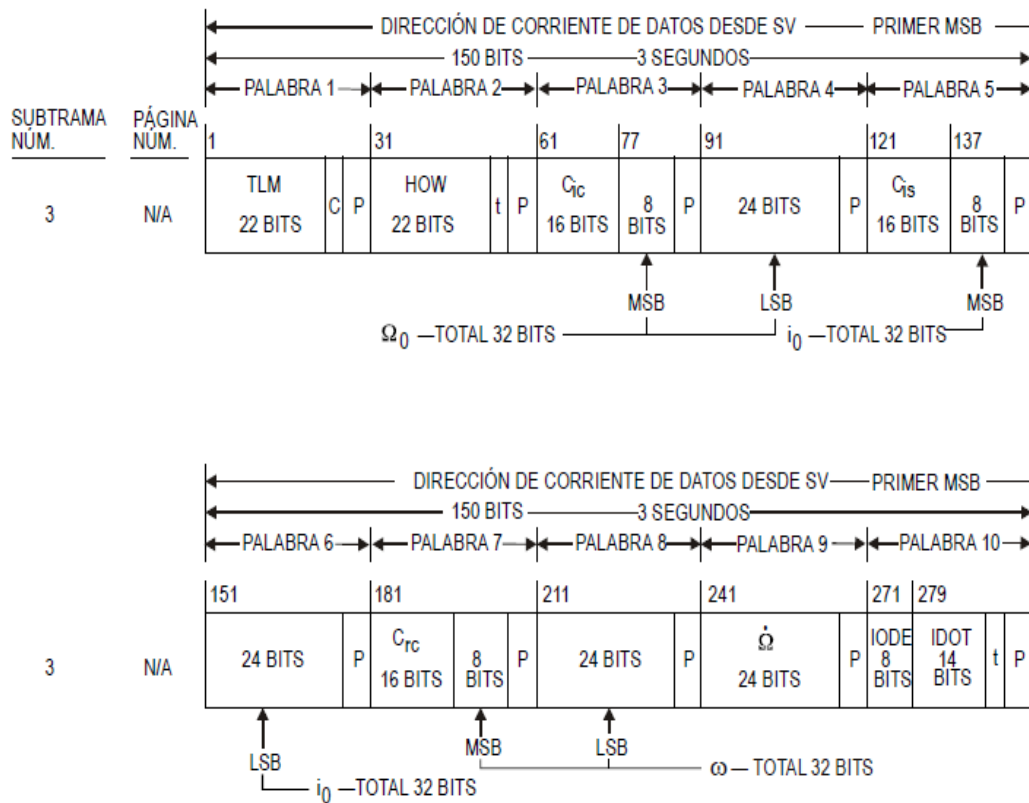 DIRECCIÓN DE CORRIENTE DE DATOS DESDE SV PRIMER MSB
150 BITS 3 SEGUNDOS
PALABRA 1 PALABRA 2 PALABRA 3 PALABRA 4 PALABRA 5
SUBTRAMA NÚM. PÁGINA NÚM.
1 31 61 77 91 121 137
3 N/A
TLM 22 BITS C P HOW 22 BITS t P Cic 16 BITS 8 BITS P 24 BITS P Cis 16 BITS 8 BITS P
MSB LSB MSB
Ω0 —TOTAL 32 BITS i0 —TOTAL 32 BITS
DIRECCIÓN DE CORRIENTE DE DATOS DESDE SV PRIMER MSB
150 BITS 3 SEGUNDOS
PALABRA 6 PALABRA 7 PALABRA 8 PALABRA 9 PALABRA 10
151 181 211 241 271 279
3 N/A
24 BITS P Crc 16 BITS 8 BITS P 24 BITS P Ω̇ 24 BITS P IODE 8 BITS IDOT 14 BITS t P
LSB MSB LSB
i0 —TOTAL 32 BITS ω — TOTAL 32 BITS